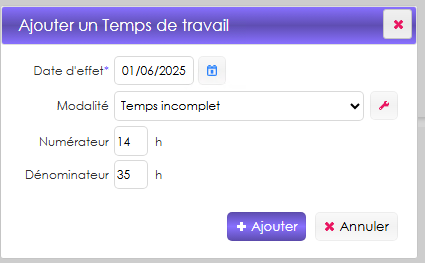 Ajouter un Temps de travail
Date d'effet* 01/06/2025
Modalité Temps incomplet
Numérateur 14 h
Dénominateur 35 h
Ajouter Annuler